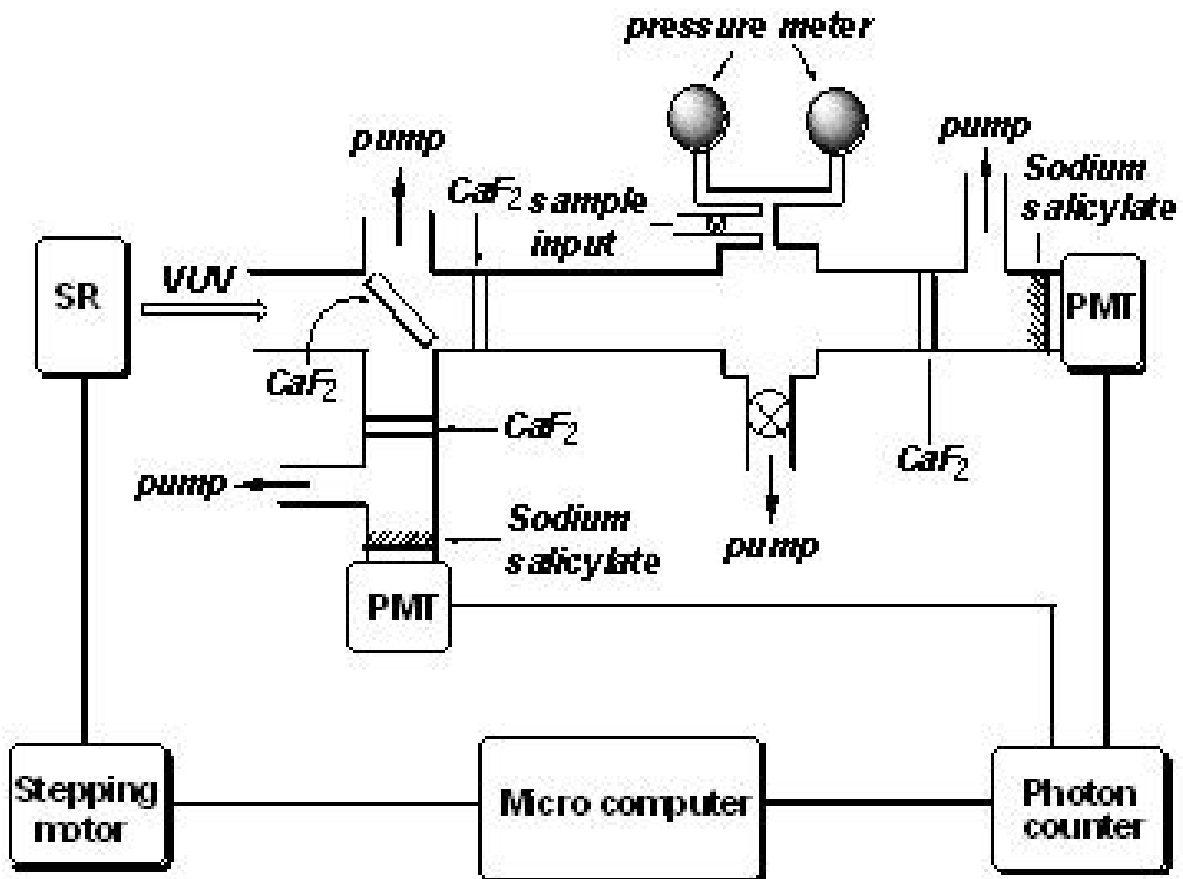 pressure meter
pump
pump
CaF2
sample
input
Sodium
salicylate
SR
VUV
PMT
CaF2
CaF2
CaF2
pump
Sodium
salicylate
pump
PMT
Stepping
motor
Micro computer
Photon
counter